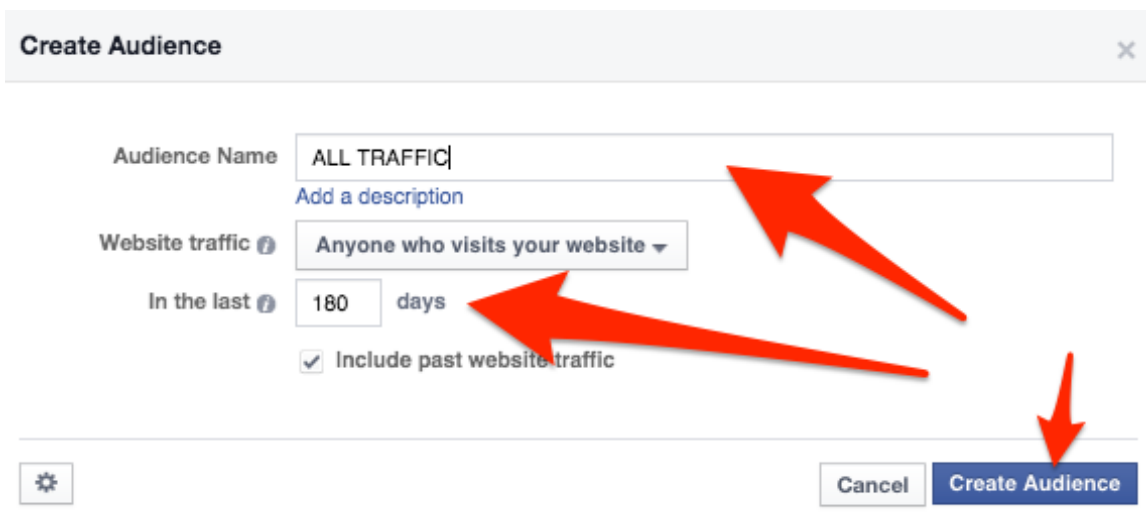 Create Audience
Audience Name ALL TRAFFIC
Add a description
Website traffic Anyone who visits your website
In the last 180 days
Include past website traffic
Cancel Create Audience